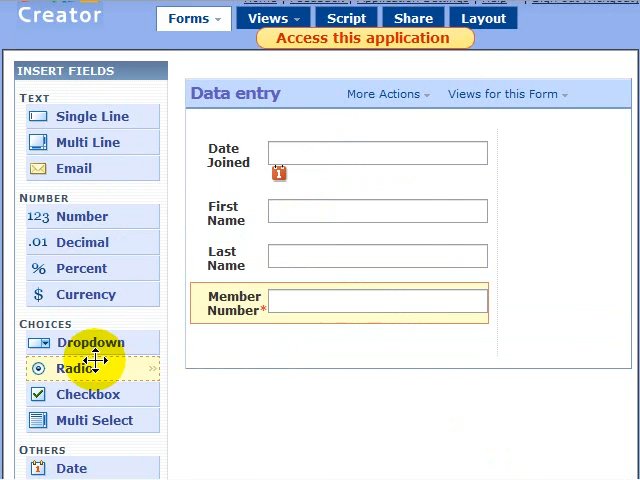 Creator
Forms Views Script Share Layout
Access this application
INSERT FIELDS
TEXT
Single Line
Multi Line
Email
NUMBER
123 Number
.01 Decimal
% Percent
$ Currency
CHOICES
Dropdown
Radio
Checkbox
Multi Select
OTHERS
Date
Data entry More Actions Views for this Form
Date
Joined
First
Name
Last
Name
Member
Number*